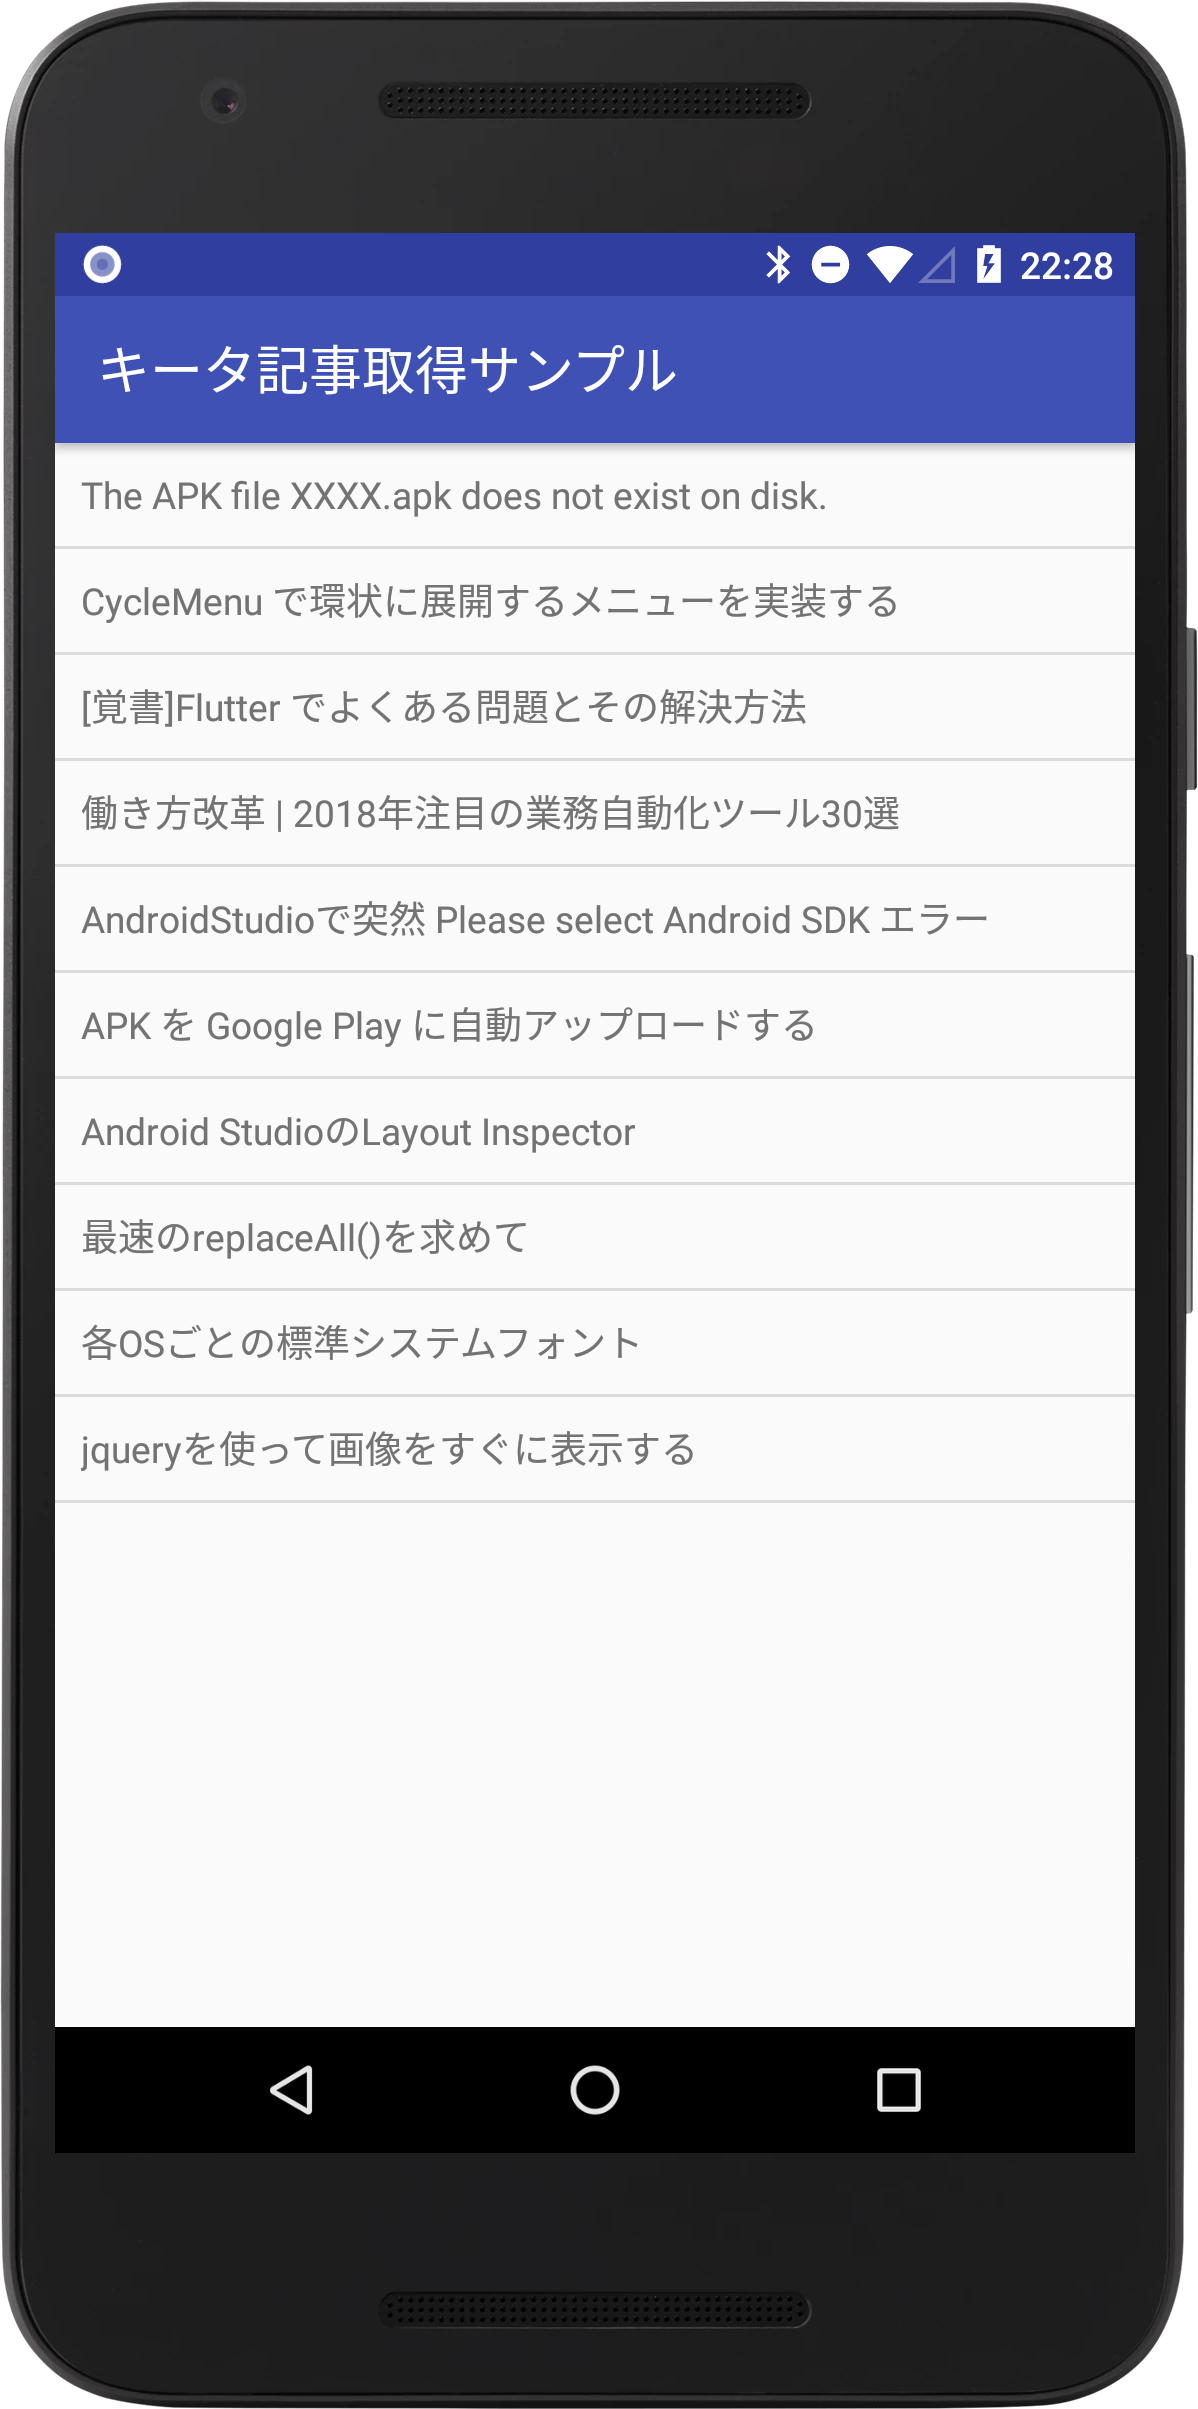 22:28
キータ記事取得サンプル
The APK file XXXX.apk does not exist on disk.
CycleMenu で環状に展開するメニューを実装する
[覚書]Flutter でよくある問題とその解決方法
働き方改革 | 2018年注目の業務自動化ツール30選
AndroidStudioで突然 Please select Android SDK エラー
APK を Google Play に自動アップロードする
Android StudioのLayout Inspector
最速のreplaceAll()を求めて
各OSごとの標準システムフォント
jqueryを使って画像をすぐに表示する